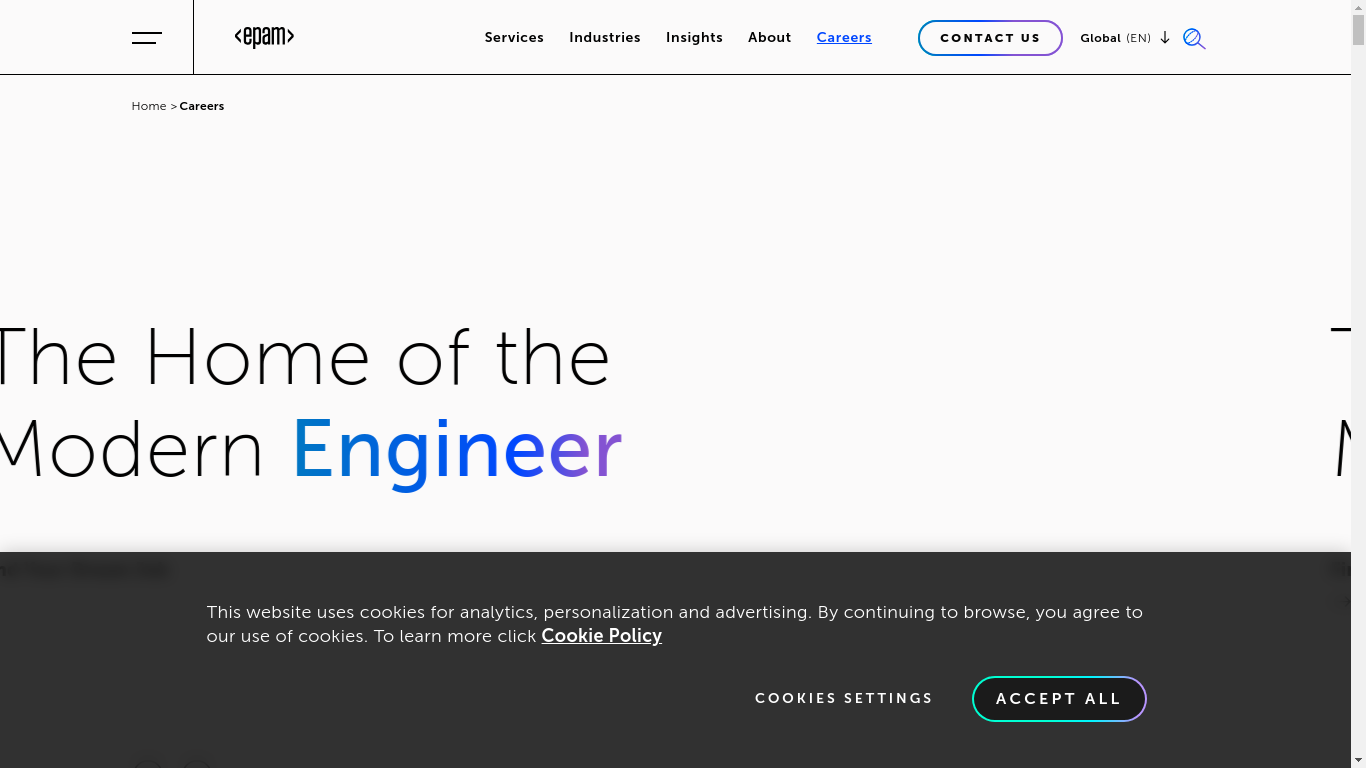 <epam>
Services Industries Insights About Careers
CONTACT US
Global (EN)
Home > Careers
The Home of the
Modern Engineer
This website uses cookies for analytics, personalization and advertising. By continuing to browse, you agree to
our use of cookies. To learn more click Cookie Policy
COOKIES SETTINGS
ACCEPT ALL